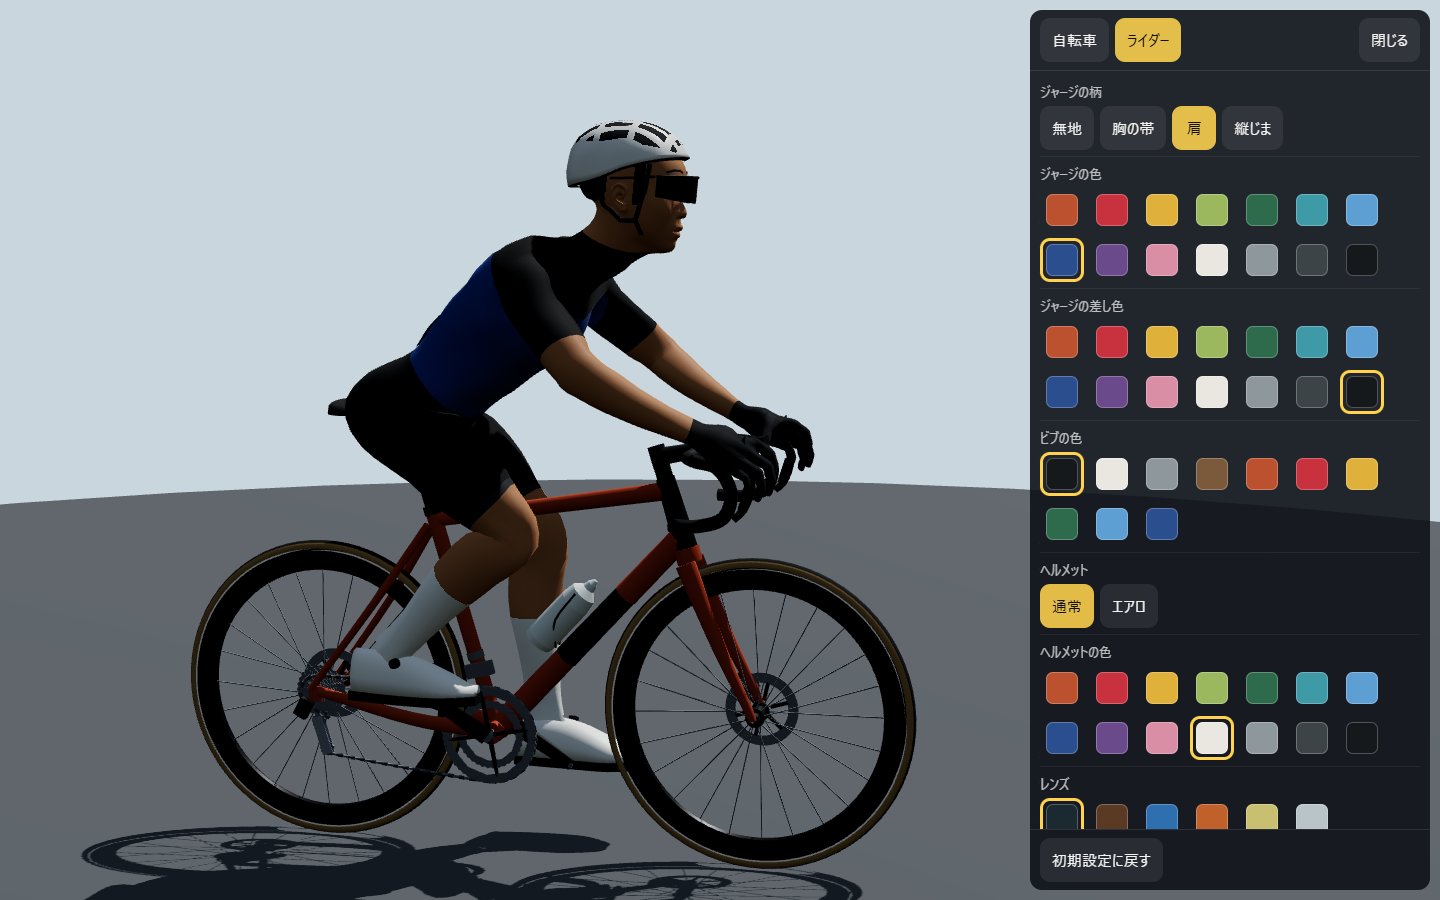 自転車 ライダー 閉じる
ジャージの柄
無地 胸の帯 肩 縦じま
ジャージの色
ジャージの差し色
ビブの色
ヘルメット
通常 エアロ
ヘルメットの色
レンズ
初期設定に戻す